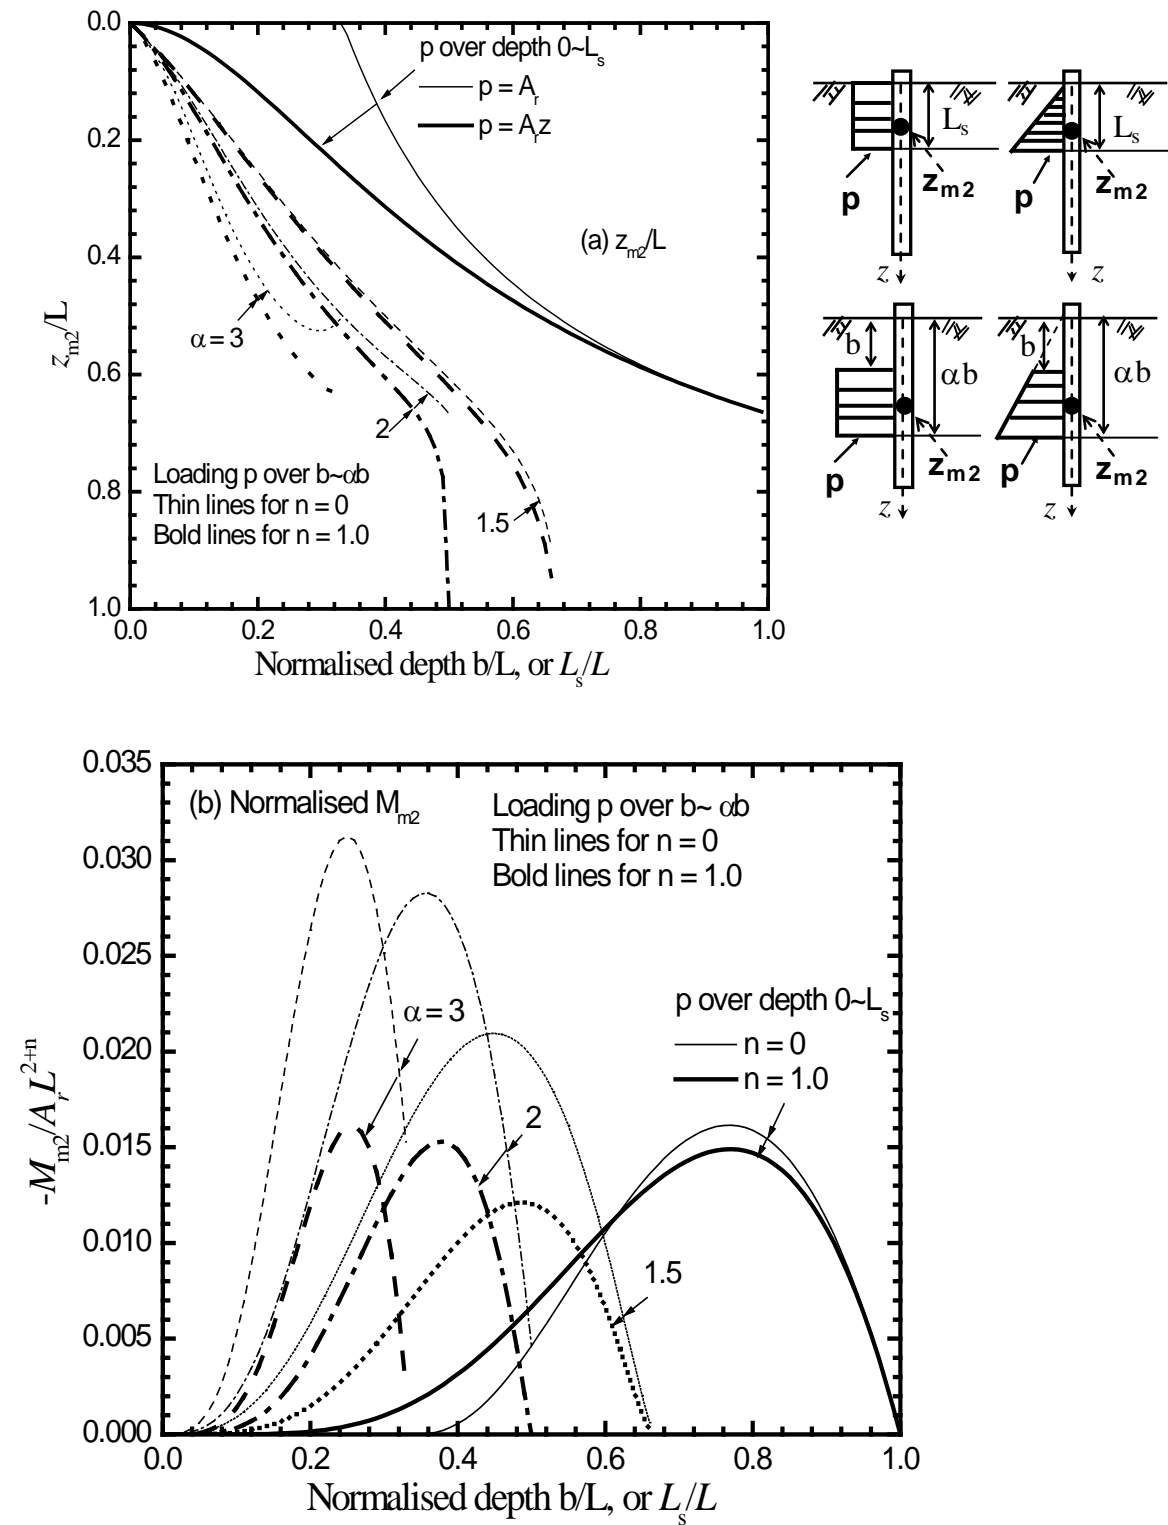 0.0
0.2
0.4
0.6
0.8
1.0
z_m2/L
p over depth 0~L_s
p = A_r
p = A_r z
(a) z_m2/L
α = 3
2
1.5
Loading p over b~αb
Thin lines for n = 0
Bold lines for n = 1.0
0.0 0.2 0.4 0.6 0.8 1.0
Normalised depth b/L, or L_s/L
L_s
p
z_m2
z
L_s
p
z_m2
z
b
αb
p
z_m2
z
b
αb
p
z_m2
z
0.035
0.030
0.025
0.020
0.015
0.010
0.005
0.000
-M_m2/A_r L^2+n
(b) Normalised M_m2
Loading p over b~ αb
Thin lines for n = 0
Bold lines for n = 1.0
α = 3
2
1.5
p over depth 0~L_s
n = 0
n = 1.0
0.0 0.2 0.4 0.6 0.8 1.0
Normalised depth b/L, or L_s/L